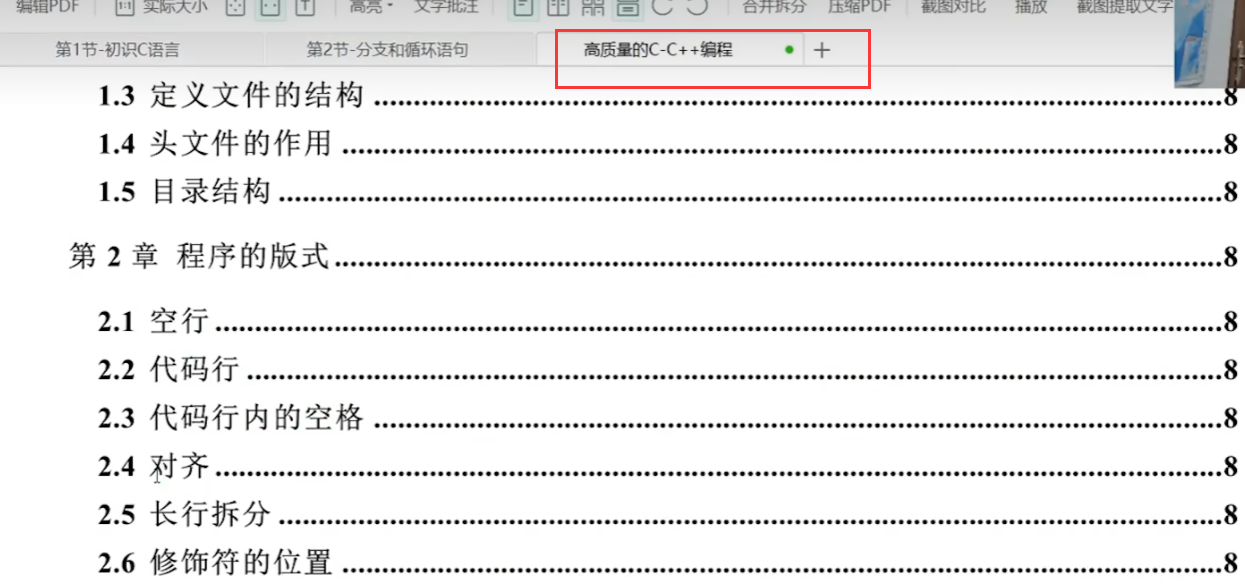 编辑PDF 1:1 实际大小 T 高亮 文字批注 合并拆分 压缩PDF 截图对比 播放 截图提取文字
第1节-初识C语言 第2节-分支和循环语句 高质量的C-C++编程 +
1.3 定义文件的结构 ........................................8
1.4 头文件的作用 ........................................8
1.5 目录结构 ........................................8
第 2 章 程序的版式 ........................................8
2.1 空行 ........................................8
2.2 代码行 ........................................8
2.3 代码行内的空格 ........................................8
2.4 对齐 ........................................8
2.5 长行拆分 ........................................8
2.6 修饰符的位置 ........................................8